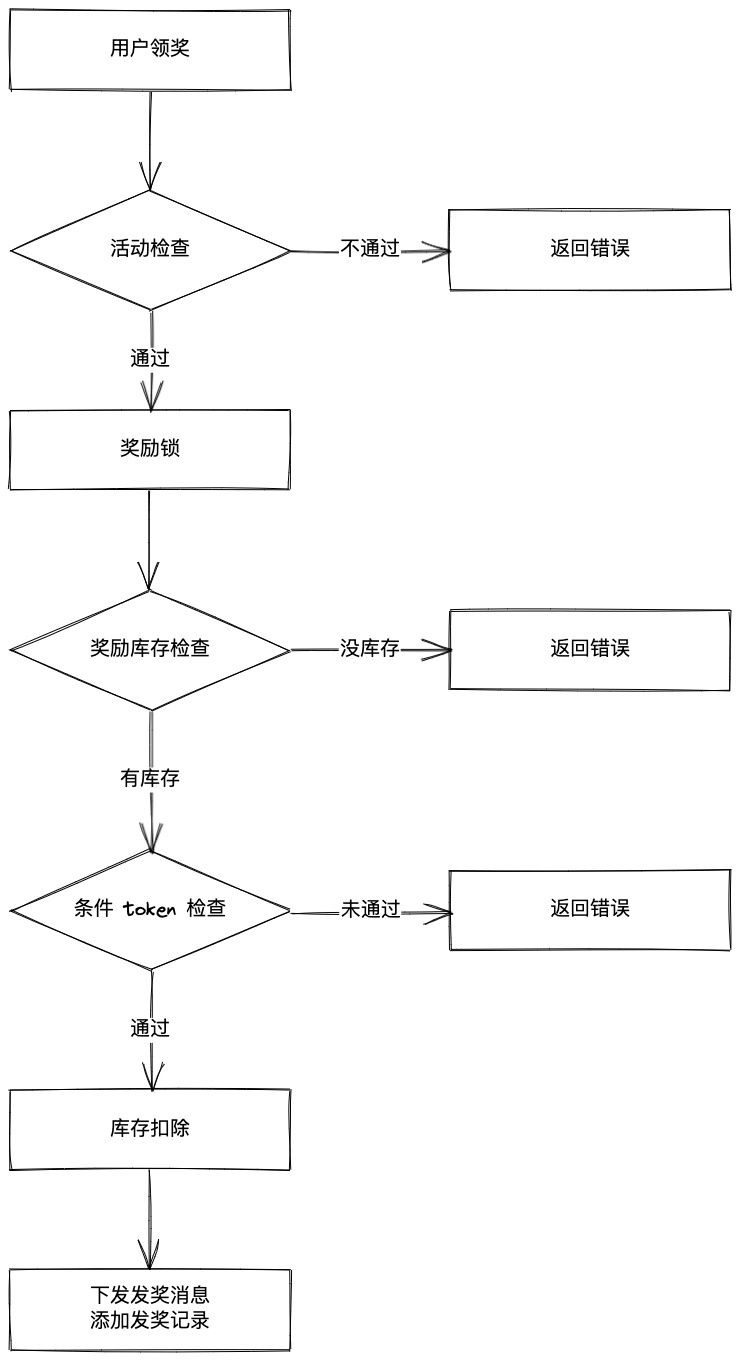 用户领奖
活动检查
不通过
返回错误
通过
奖励锁
奖励库存检查
没库存
返回错误
有库存
条件 token 检查
未通过
返回错误
通过
库存扣除
下发发奖消息
添加发奖记录